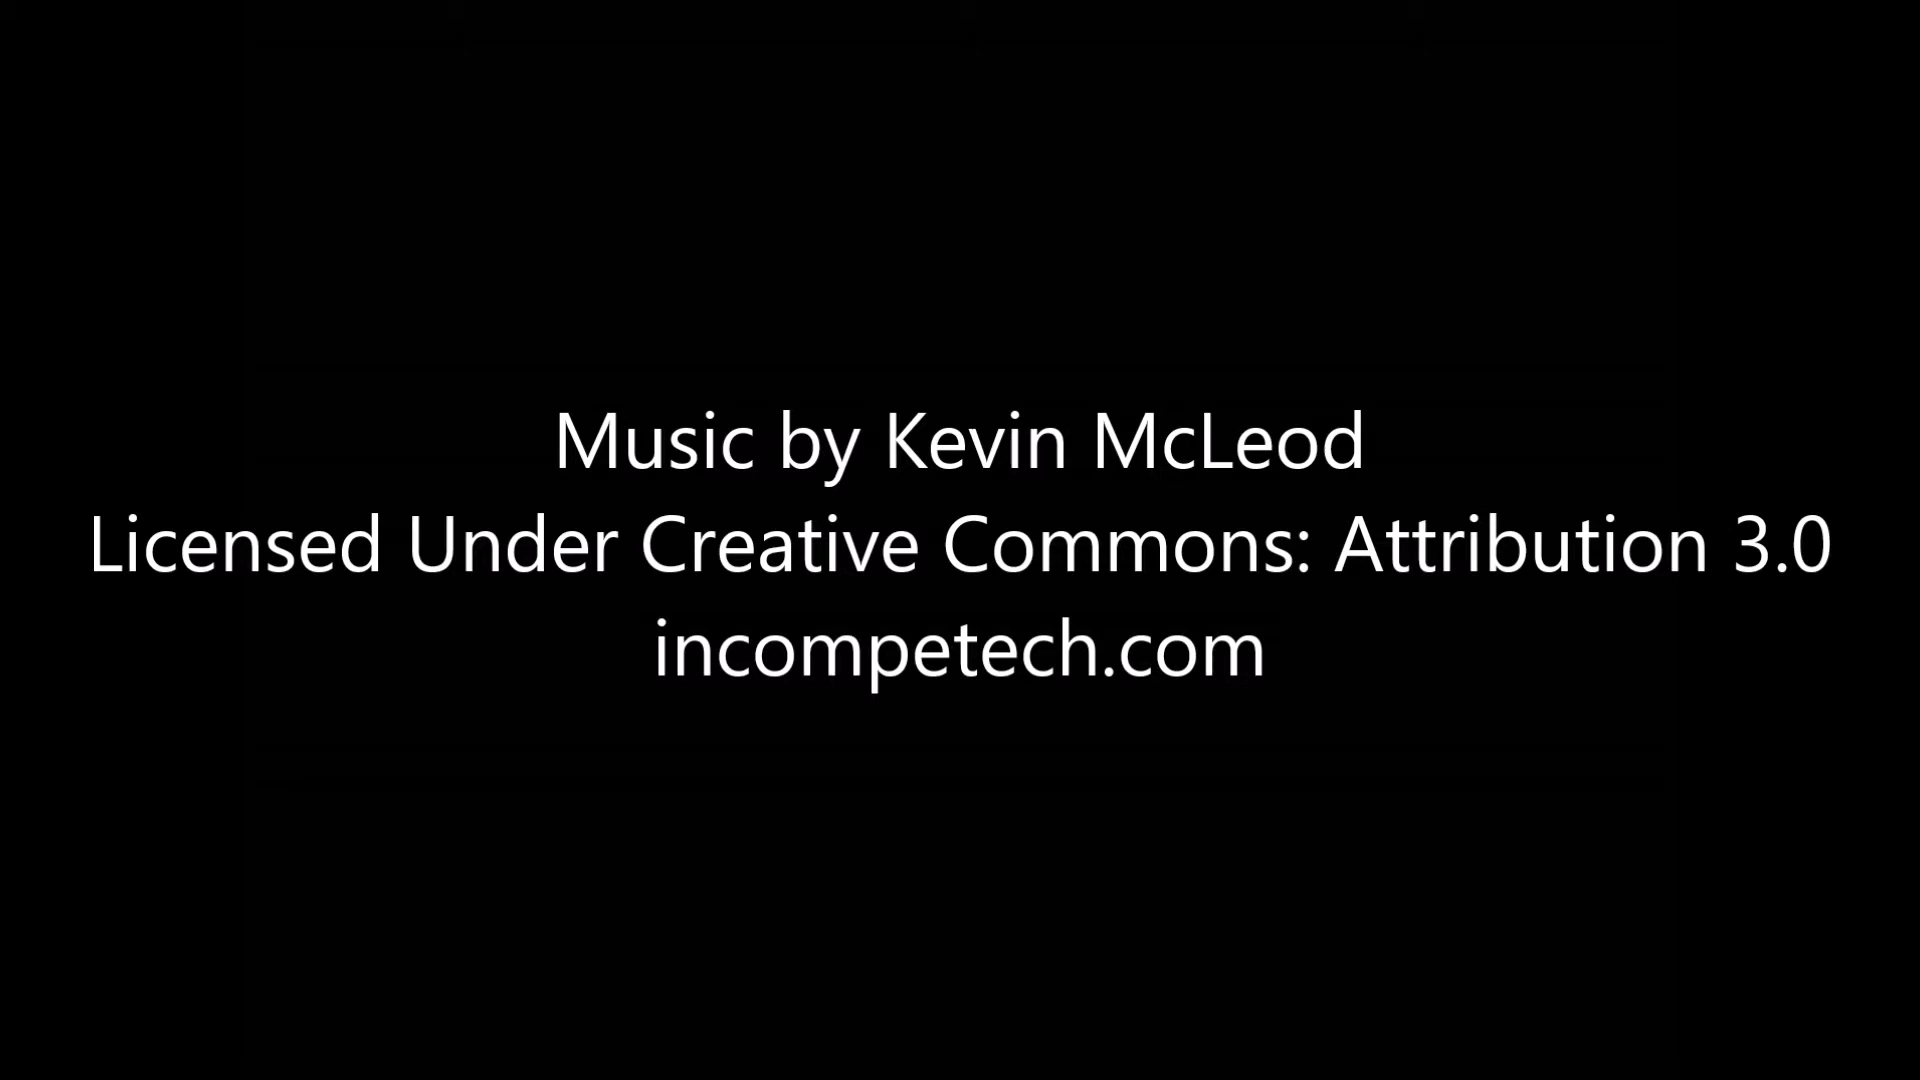 Music by Kevin McLeod
Licensed Under Creative Commons: Attribution 3.0
incompetech.com